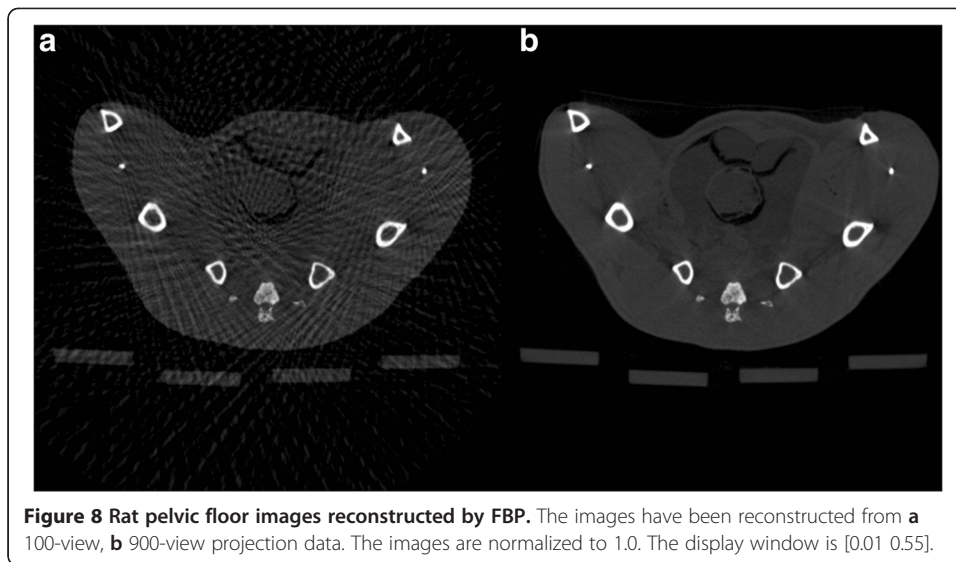 a
b
Figure 8 Rat pelvic floor images reconstructed by FBP. The images have been reconstructed from a
100-view, b 900-view projection data. The images are normalized to 1.0. The display window is [0.01 0.55].